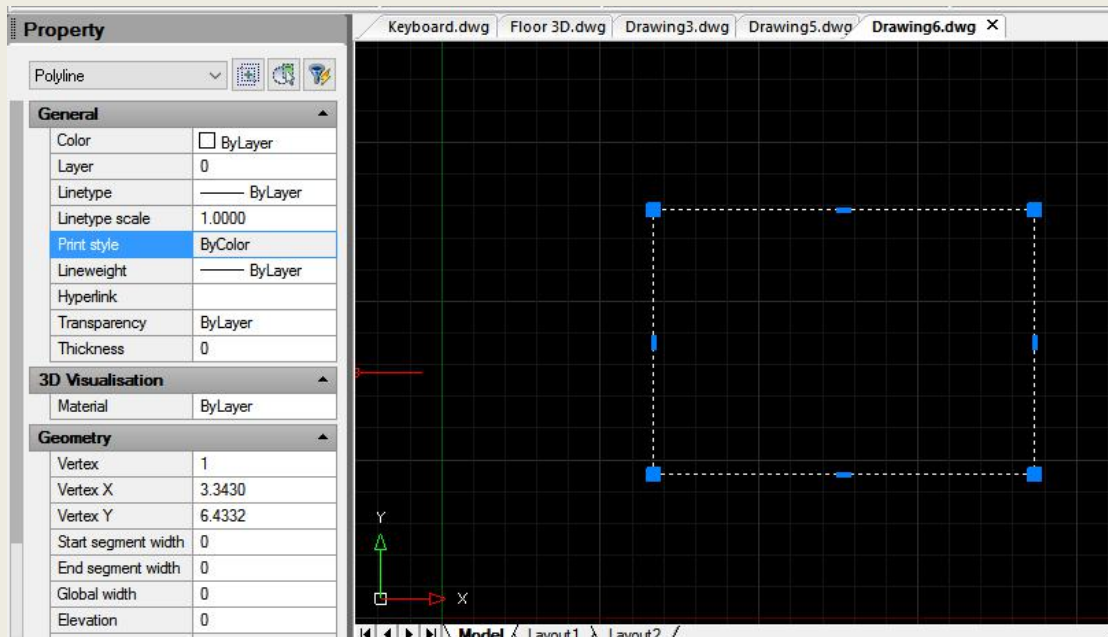 Property
Keyboard.dwg Floor 3D.dwg Drawing3.dwg Drawing5.dwg Drawing6.dwg
Polyline
General
Color ByLayer
Layer 0
Linetype ByLayer
Linetype scale 1.0000
Print style ByColor
Lineweight ByLayer
Hyperlink
Transparency ByLayer
Thickness 0
3D Visualisation
Material ByLayer
Geometry
Vertex 1
Vertex X 3.3430
Vertex Y 6.4332
Start segment width 0
End segment width 0
Global width 0
Elevation 0
Y
X
Model Layout1 Layout2